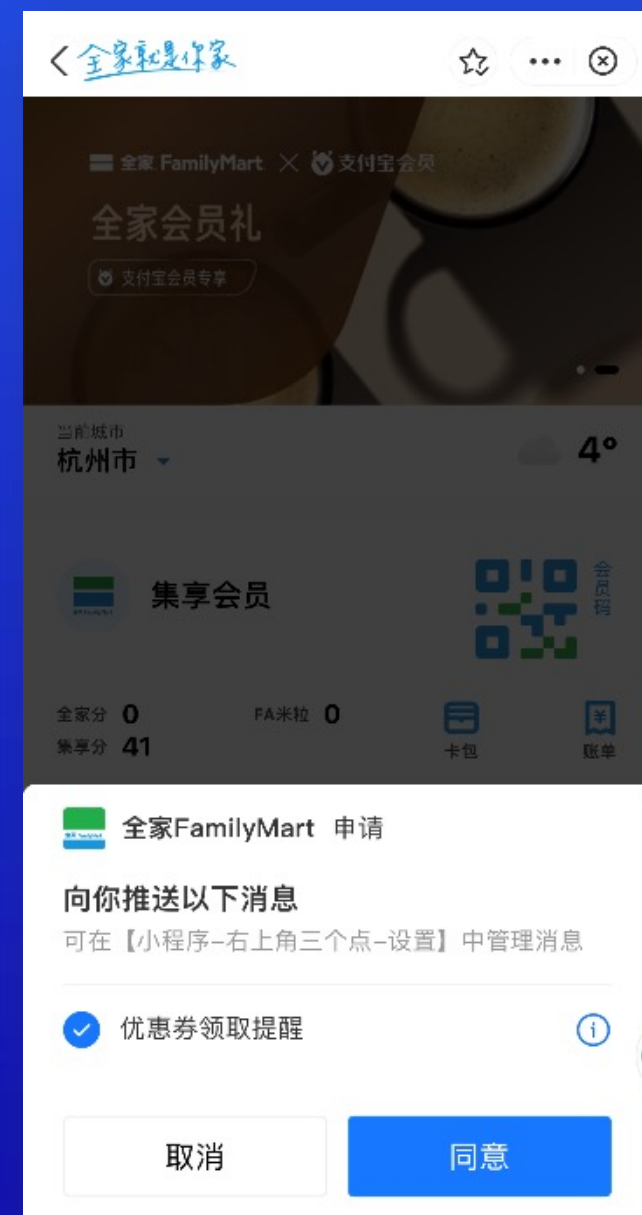 全家就是你家
全家 FamilyMart × 支付宝会员
全家会员礼
支付宝会员专享
当前城市
杭州市
4°
集享会员
会员码
全家分 0
FA米粒 0
集享分 41
卡包
账单
全家FamilyMart 申请
向你推送以下消息
可在【小程序-右上角三个点-设置】中管理消息
优惠券领取提醒
取消
同意